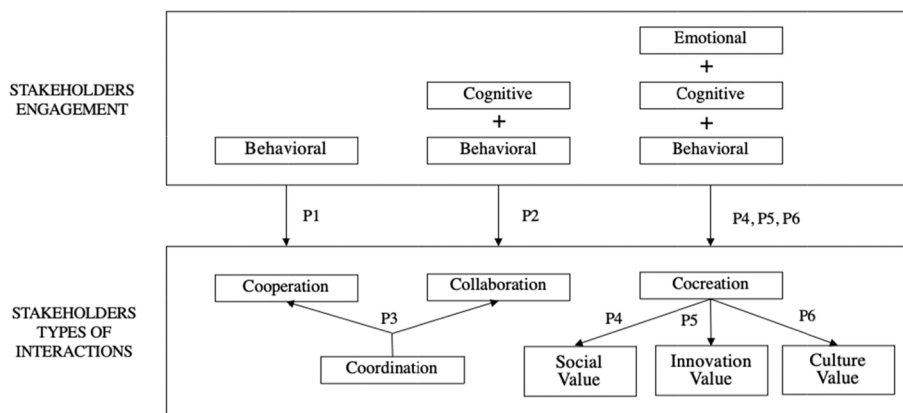 Emotional
+
STAKEHOLDERS
ENGAGEMENT
Cognitive
Cognitive
+
+
Behavioral
Behavioral
Behavioral
P1
P2
P4, P5, P6
STAKEHOLDERS
TYPES OF
INTERACTIONS
Cooperation
Collaboration
Cocreation
P3
P4
P5
P6
Coordination
Social
Value
Innovation
Value
Culture
Value